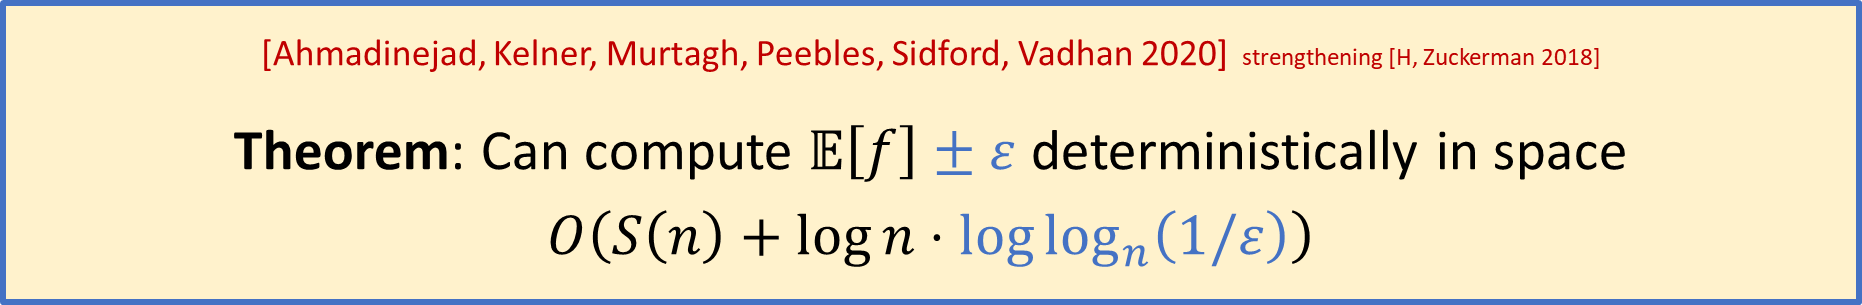 [Ahmadinejad, Kelner, Murtagh, Peebles, Sidford, Vadhan 2020] strengthening [H, Zuckerman 2018]
Theorem: Can compute 𝔼[f] ± ε deterministically in space
O(S(n) + log n · log logₙ(1/ε))